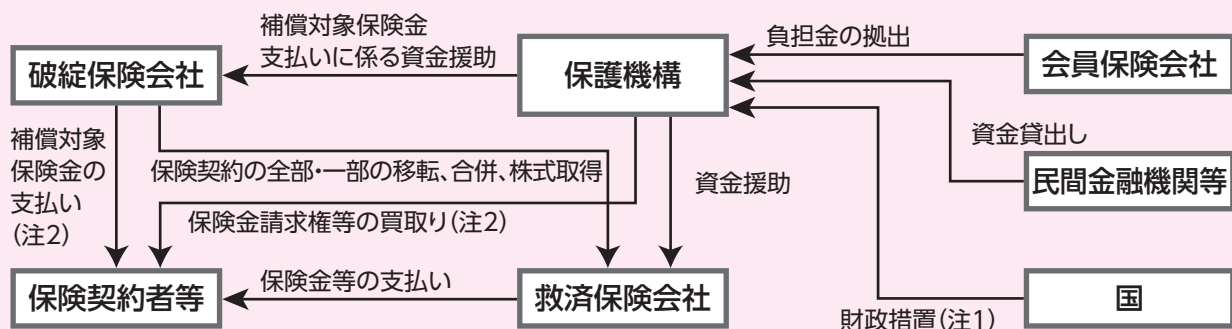 補償対象保険金
支払いに係る資金援助
負担金の拠出
破綻保険会社
保護機構
会員保険会社
補償対象
保険金の
支払い
(注2)
保険契約の全部・一部の移転、合併、株式取得
資金援助
資金貸出し
民間金融機関等
保険金請求権等の買取り(注2)
保険契約者等
保険金等の支払い
救済保険会社
国
財政措置(注1)